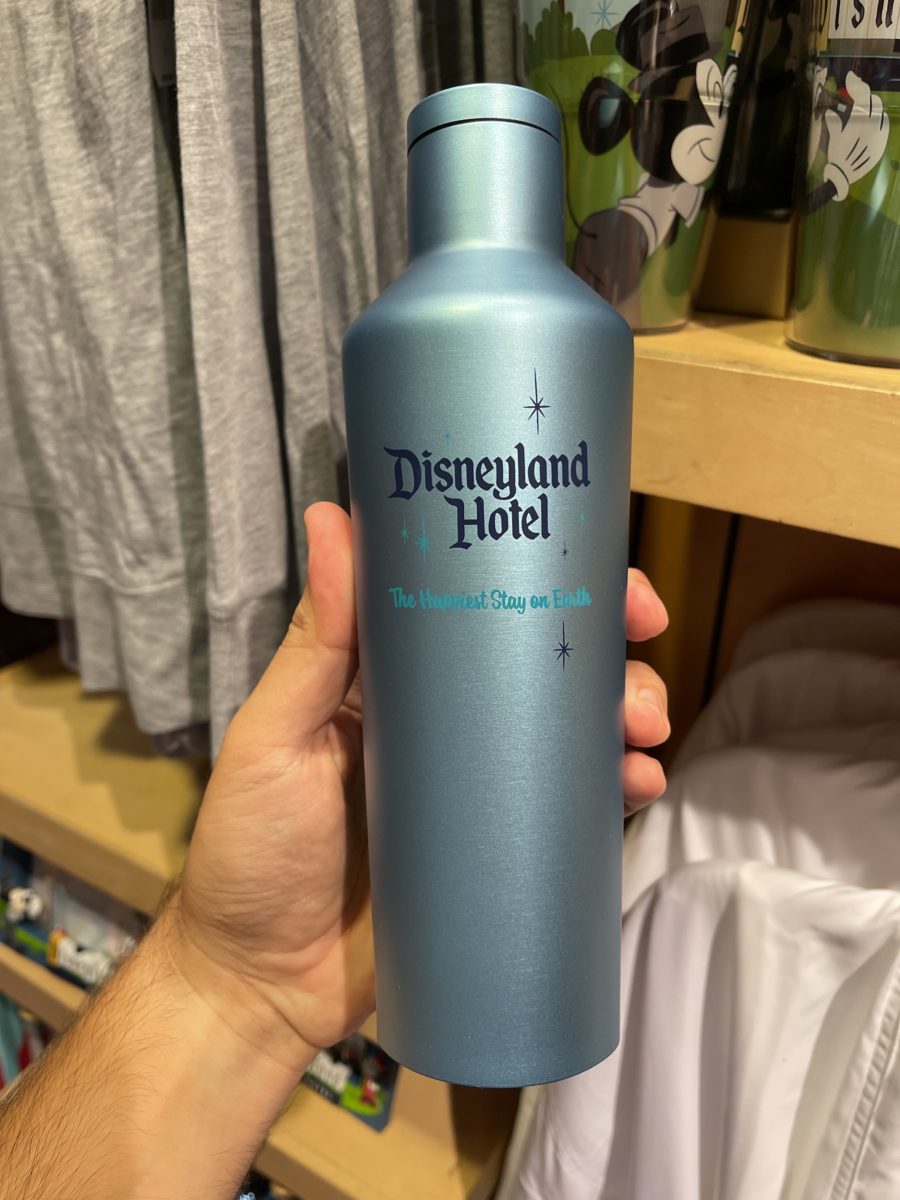 Disneyland
Hotel
The Happiest Stay on Earth